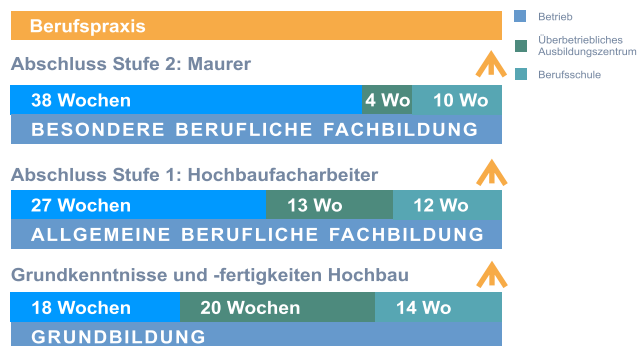 Berufspraxis
Betrieb
Überbetriebliches
Ausbildungszentrum
Berufsschule
Abschluss Stufe 2: Maurer
38 Wochen 4 Wo 10 Wo
BESONDERE BERUFLICHE FACHBILDUNG
Abschluss Stufe 1: Hochbaufacharbeiter
27 Wochen 13 Wo 12 Wo
ALLGEMEINE BERUFLICHE FACHBILDUNG
Grundkenntnisse und -fertigkeiten Hochbau
18 Wochen 20 Wochen 14 Wo
GRUNDBILDUNG